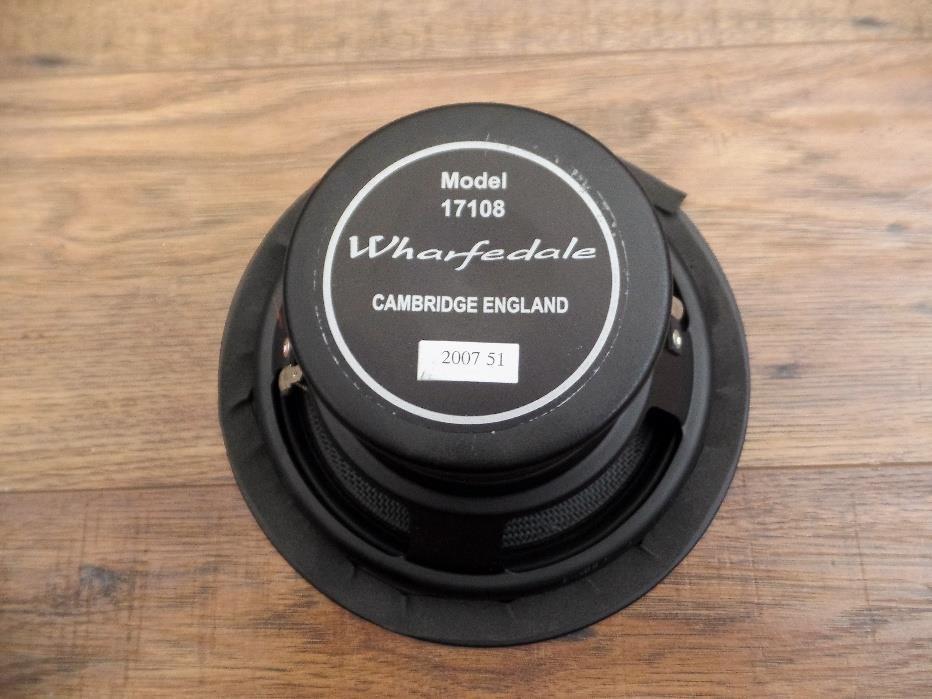 Model
17108
Wharfedale
CAMBRIDGE ENGLAND
2007 51